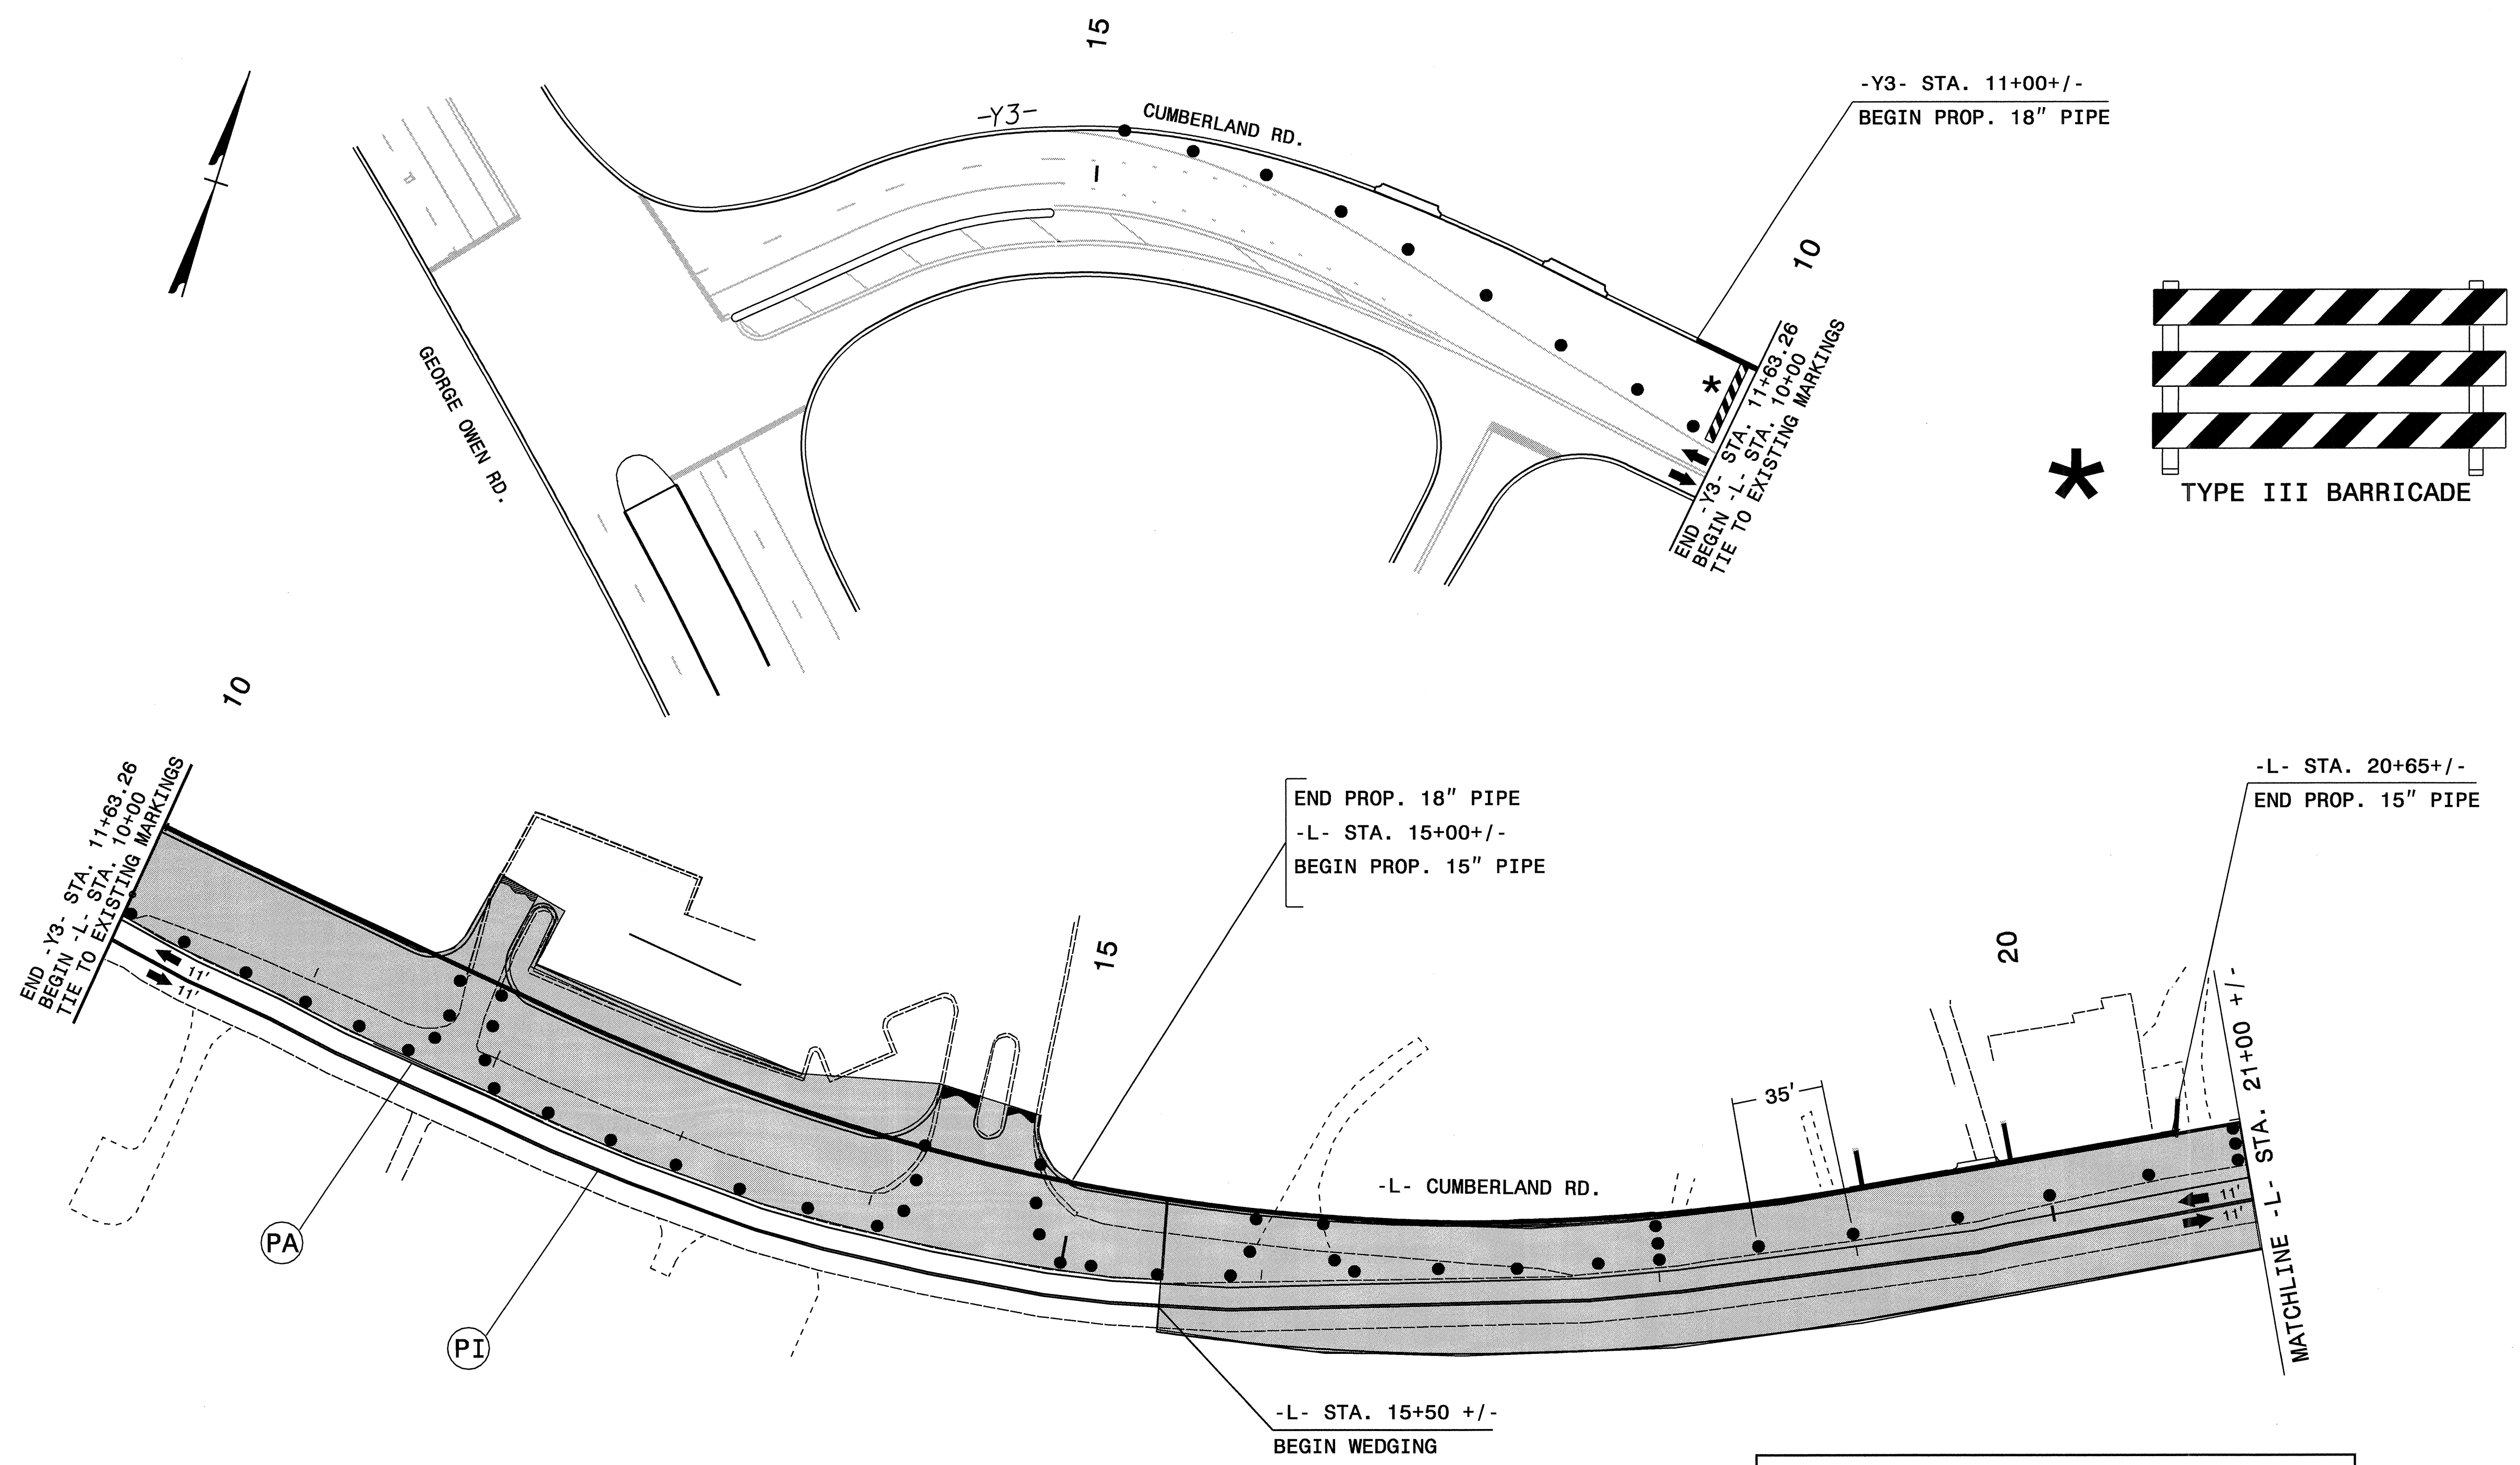 15
-Y3-
CUMBERLAND RD.
-Y3- STA. 11+00+/-
BEGIN PROP. 18" PIPE
10
GEORGE OWEN RD.
*
END -Y3- STA. 11+63.26
BEGIN -L- STA. 10+00
TIE TO EXISTING MARKINGS
* TYPE III BARRICADE
10
END -Y3- STA. 11+63.26
BEGIN -L- STA. 10+00
TIE TO EXISTING MARKINGS
11'
11'
END PROP. 18" PIPE
-L- STA. 15+00+/-
BEGIN PROP. 15" PIPE
-L- STA. 20+65+/-
END PROP. 15" PIPE
15
20
35'
-L- CUMBERLAND RD.
11'
11'
MATCHLINE -L- STA. 21+00 +/-
PA
PI
-L- STA. 15+50 +/-
BEGIN WEDGING